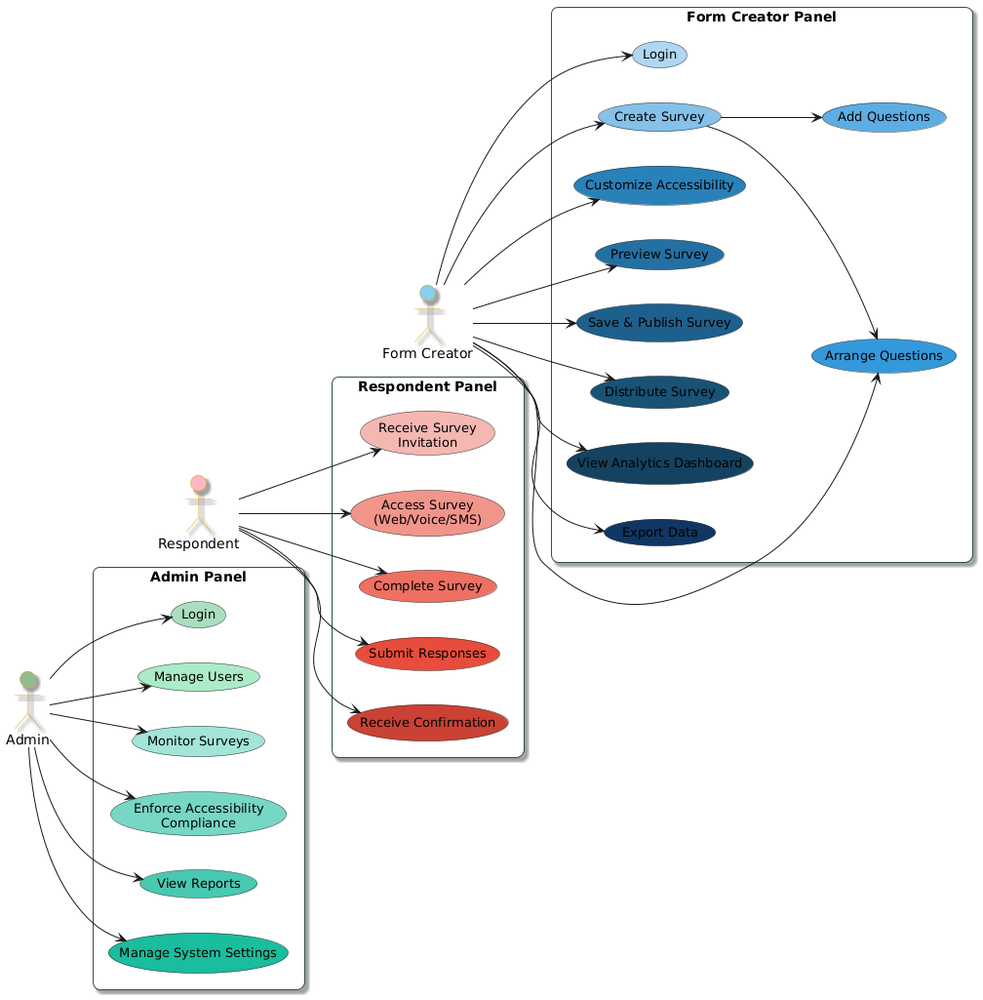 Form Creator Panel
Login
Create Survey
Add Questions
Customize Accessibility
Preview Survey
Save & Publish Survey
Arrange Questions
Distribute Survey
View Analytics Dashboard
Export Data
Form Creator
Respondent Panel
Receive Survey
Invitation
Access Survey
(Web/Voice/SMS)
Complete Survey
Submit Responses
Receive Confirmation
Respondent
Admin Panel
Login
Manage Users
Monitor Surveys
Enforce Accessibility
Compliance
View Reports
Manage System Settings
Admin